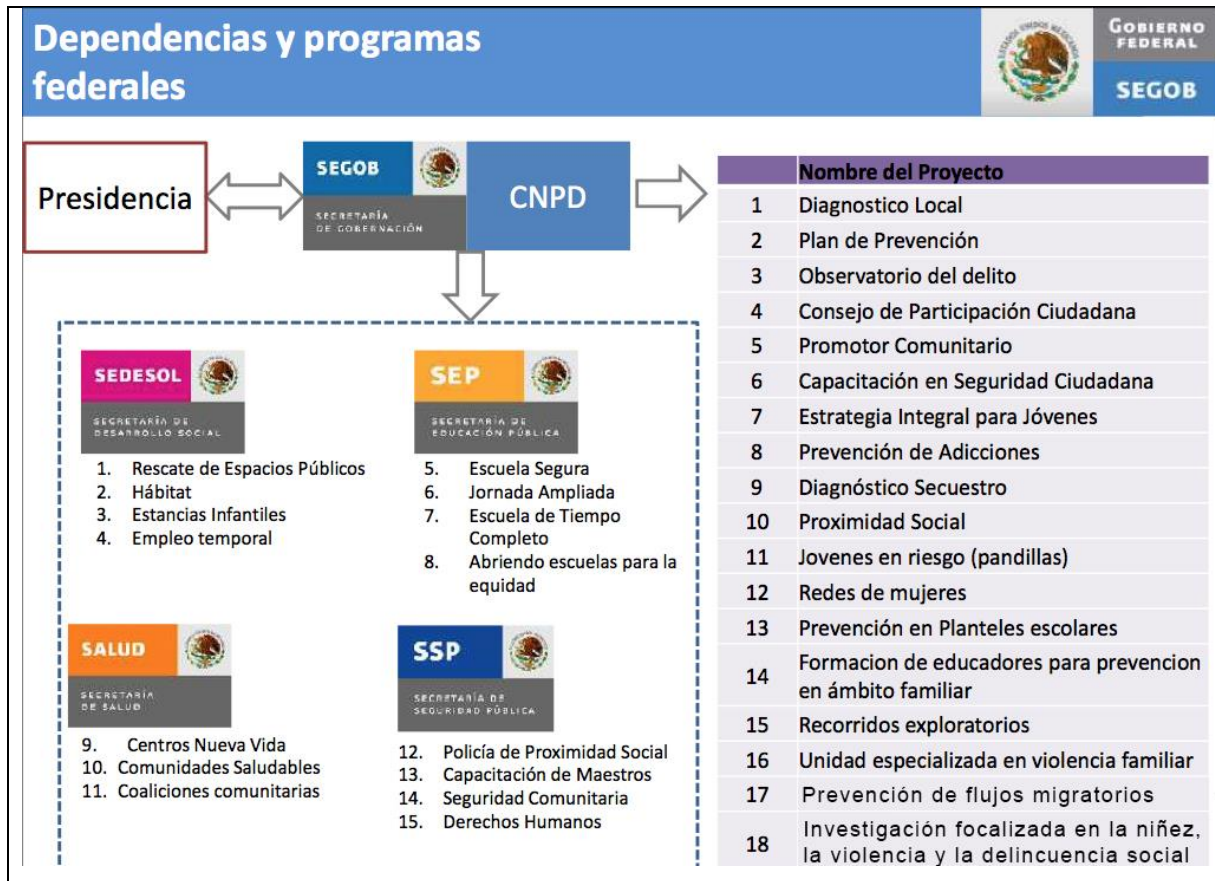 Dependencias y programas
federales
GOBIERNO
FEDERAL
SEGOB
Presidencia
SEGOB
SECRETARÍA
DE GOBERNACIÓN
CNPD
SEDESOL
SECRETARÍA DE
DESARROLLO SOCIAL
1. Rescate de Espacios Públicos
2. Hábitat
3. Estancias Infantiles
4. Empleo temporal
SEP
SECRETARÍA DE
EDUCACIÓN PÚBLICA
5. Escuela Segura
6. Jornada Ampliada
7. Escuela de Tiempo
Completo
8. Abriendo escuelas para la
equidad
SALUD
SECRETARÍA
DE SALUD
9. Centros Nueva Vida
10. Comunidades Saludables
11. Coaliciones comunitarias
SSP
SECRETARÍA DE
SEGURIDAD PÚBLICA
12. Policía de Proximidad Social
13. Capacitación de Maestros
14. Seguridad Comunitaria
15. Derechos Humanos
Nombre del Proyecto
1 Diagnostico Local
2 Plan de Prevención
3 Observatorio del delito
4 Consejo de Participación Ciudadana
5 Promotor Comunitario
6 Capacitación en Seguridad Ciudadana
7 Estrategia Integral para Jóvenes
8 Prevención de Adicciones
9 Diagnóstico Secuestro
10 Proximidad Social
11 Jovenes en riesgo (pandillas)
12 Redes de mujeres
13 Prevención en Planteles escolares
14 Formacion de educadores para prevencion
en ámbito familiar
15 Recorridos exploratorios
16 Unidad especializada en violencia familiar
17 Prevención de flujos migratorios
18 Investigación focalizada en la niñez,
la violencia y la delincuencia social